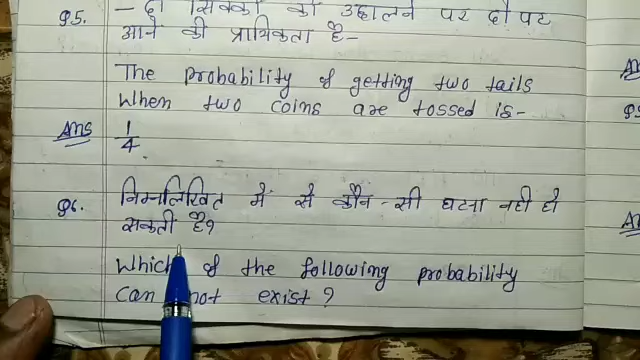 Q5. - दो सिक्कों को उछालने पर दो पट
आने की प्रायिकता है-
The probability of getting two tails
when two coins are tossed is-
Ans 1/4
Q6. निम्नलिखित में से कौन-सी घटना नही हो
सकती है?
Which of the following probability
can not exist?